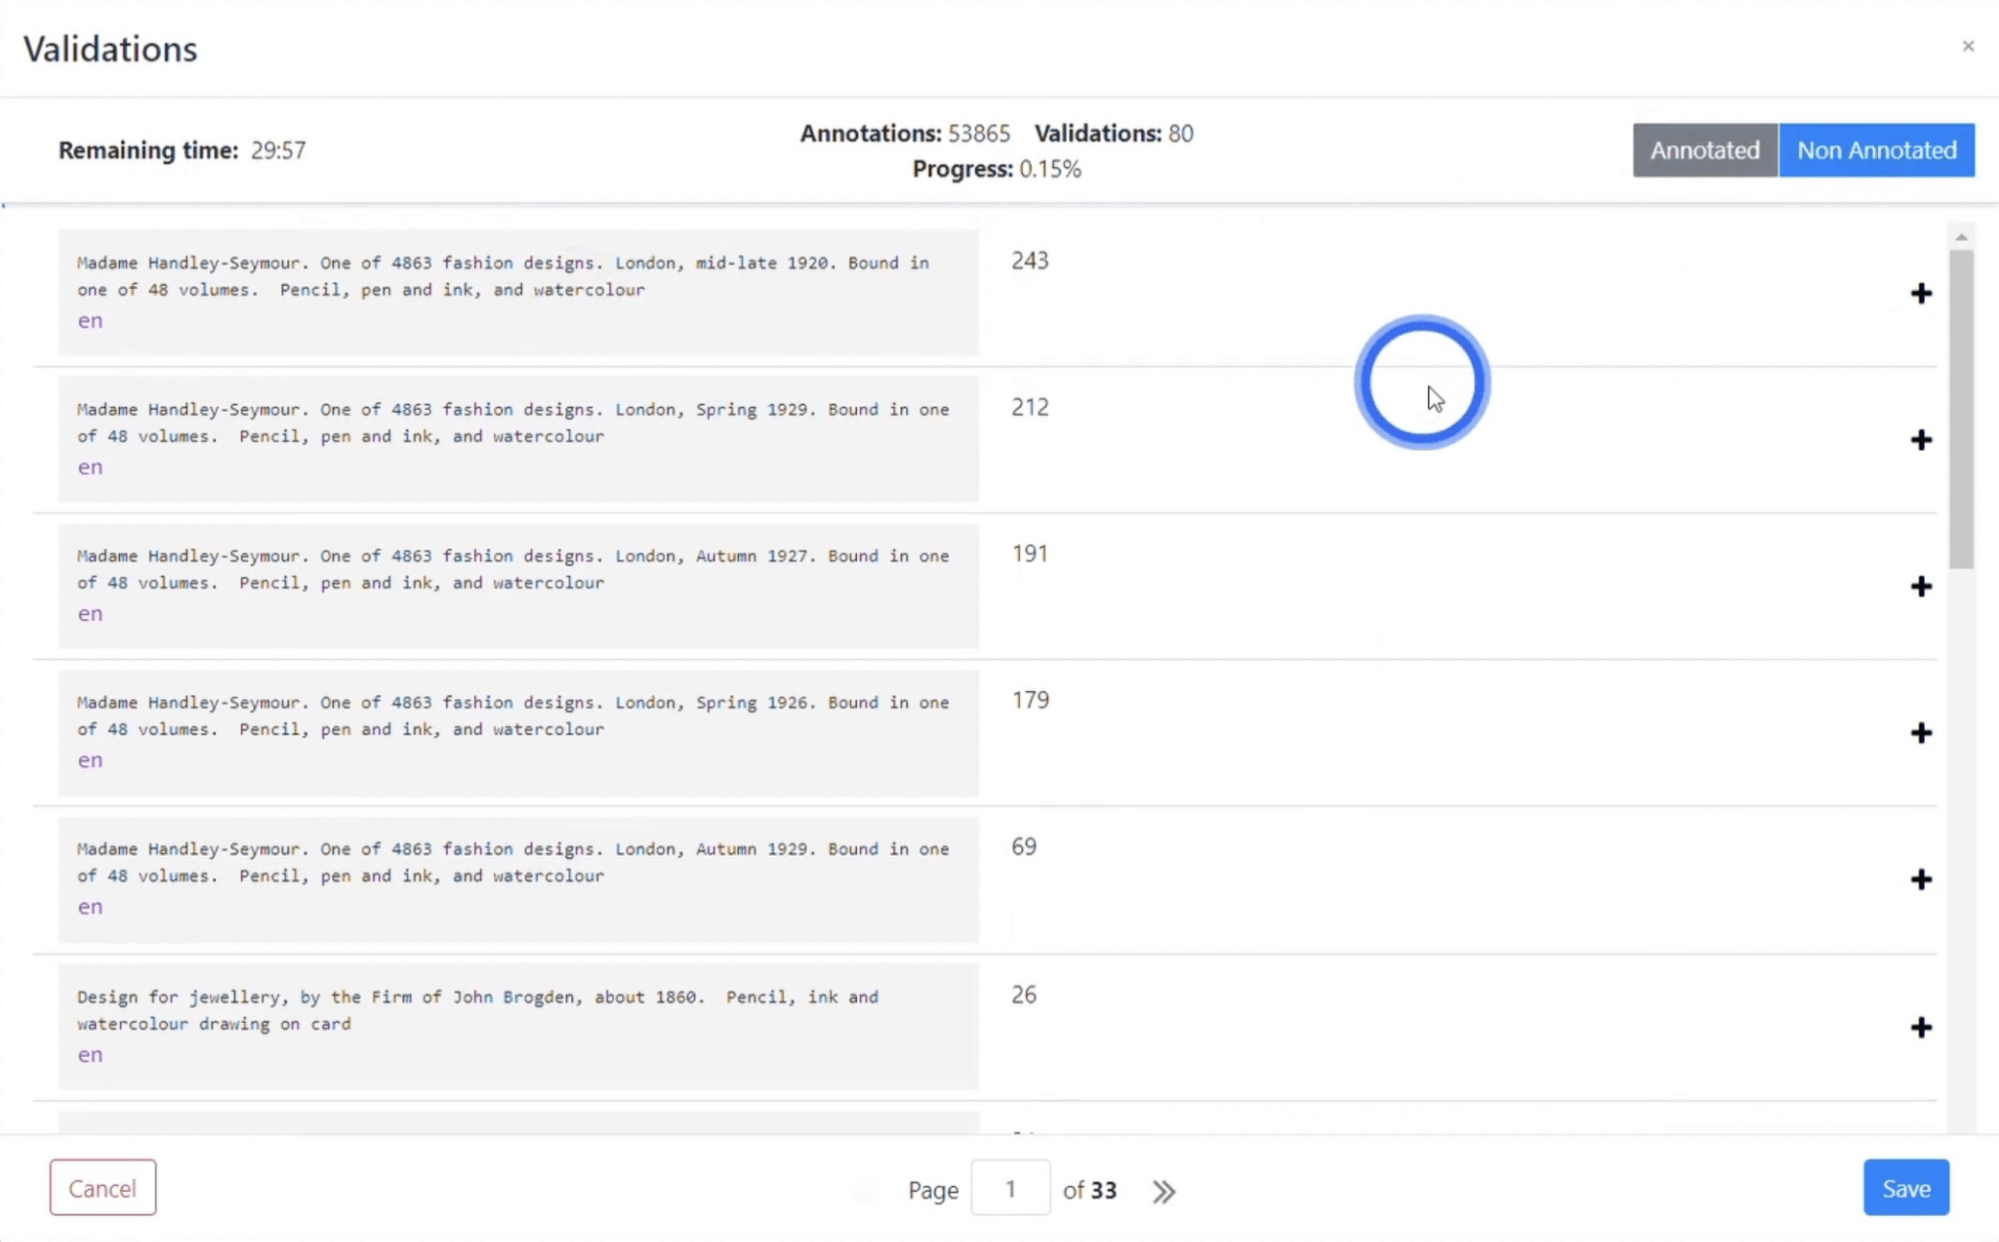 Validations
×
Remaining time: 29:57
Annotations: 53865 Validations: 80
Progress: 0.15%
Annotated Non Annotated
Madame Handley-Seymour. One of 4863 fashion designs. London, mid-late 1920. Bound in
one of 48 volumes. Pencil, pen and ink, and watercolour
en
243
Madame Handley-Seymour. One of 4863 fashion designs. London, Spring 1929. Bound in one
of 48 volumes. Pencil, pen and ink, and watercolour
en
212
Madame Handley-Seymour. One of 4863 fashion designs. London, Autumn 1927. Bound in one
of 48 volumes. Pencil, pen and ink, and watercolour
en
191
Madame Handley-Seymour. One of 4863 fashion designs. London, Spring 1926. Bound in one
of 48 volumes. Pencil, pen and ink, and watercolour
en
179
Madame Handley-Seymour. One of 4863 fashion designs. London, Autumn 1929. Bound in one
of 48 volumes. Pencil, pen and ink, and watercolour
en
69
Design for jewellery, by the Firm of John Brogden, about 1860. Pencil, ink and
watercolour drawing on card
en
26
Cancel
Page 1 of 33
Save